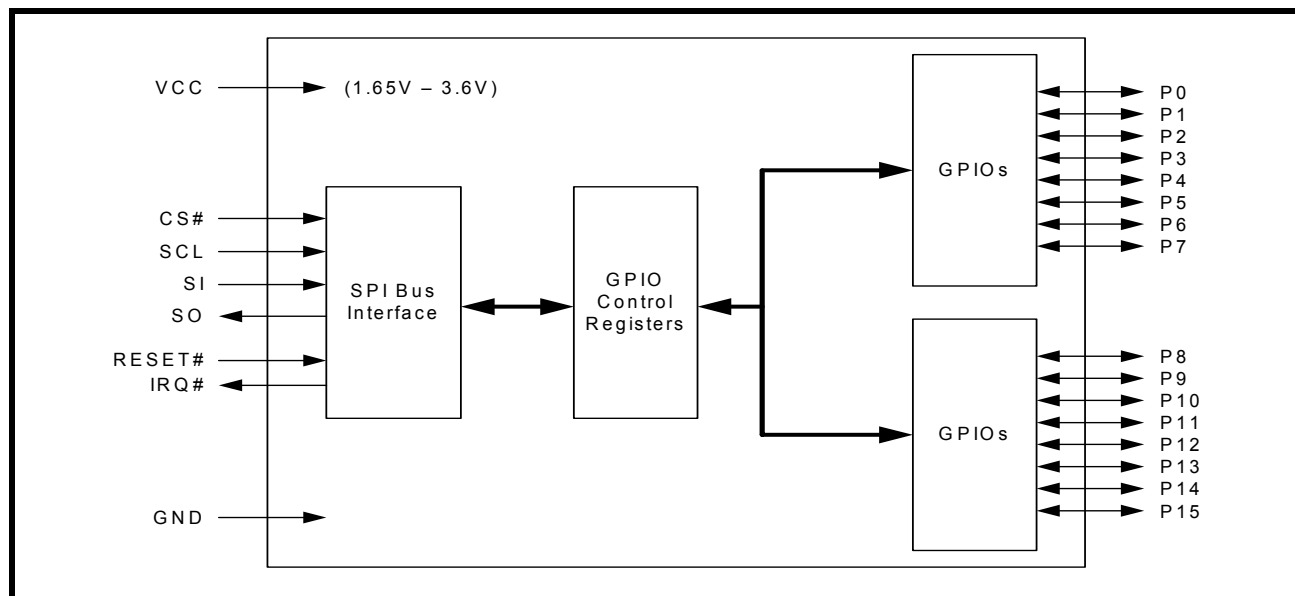 VCC
(1.65V – 3.6V)
CS#
SCL
SI
SO
RESET#
IRQ#
GND
SPI Bus
Interface
GPIO
Control
Registers
GPIOs
P0
P1
P2
P3
P4
P5
P6
P7
GPIOs
P8
P9
P10
P11
P12
P13
P14
P15